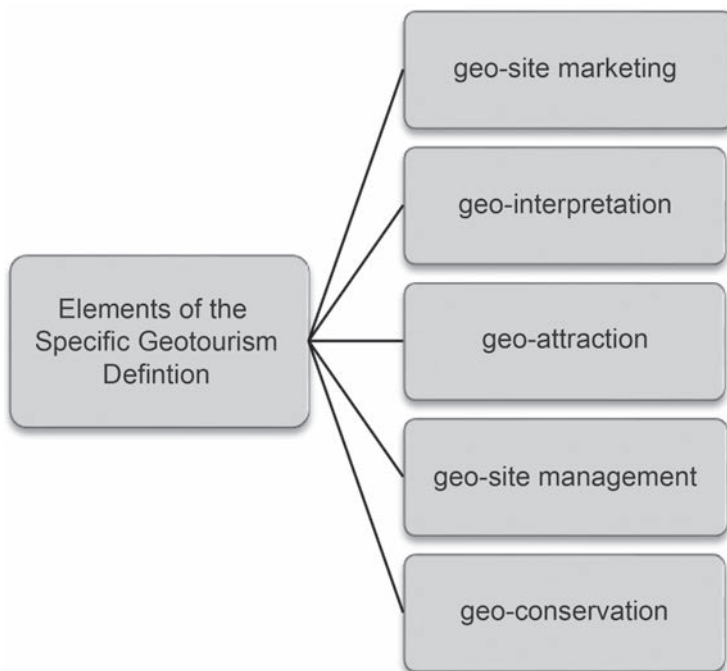 Elements of the
Specific Geotourism
Defintion
geo-site marketing
geo-interpretation
geo-attraction
geo-site management
geo-conservation